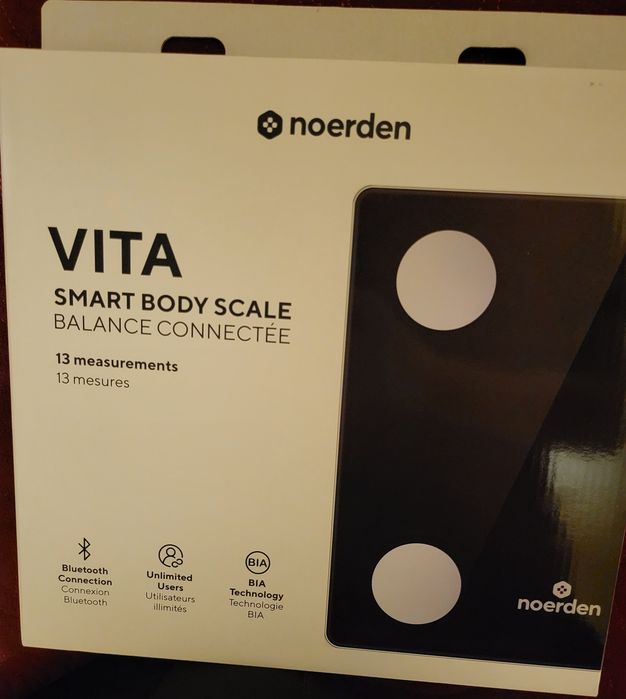 noerden
VITA
SMART BODY SCALE
BALANCE CONNECTÉE
13 measurements
13 mesures
Bluetooth
Connection
Connexion
Bluetooth
Unlimited
Users
Utilisateurs
illimités
BIA
BIA
Technology
Technologie
BIA
noerden